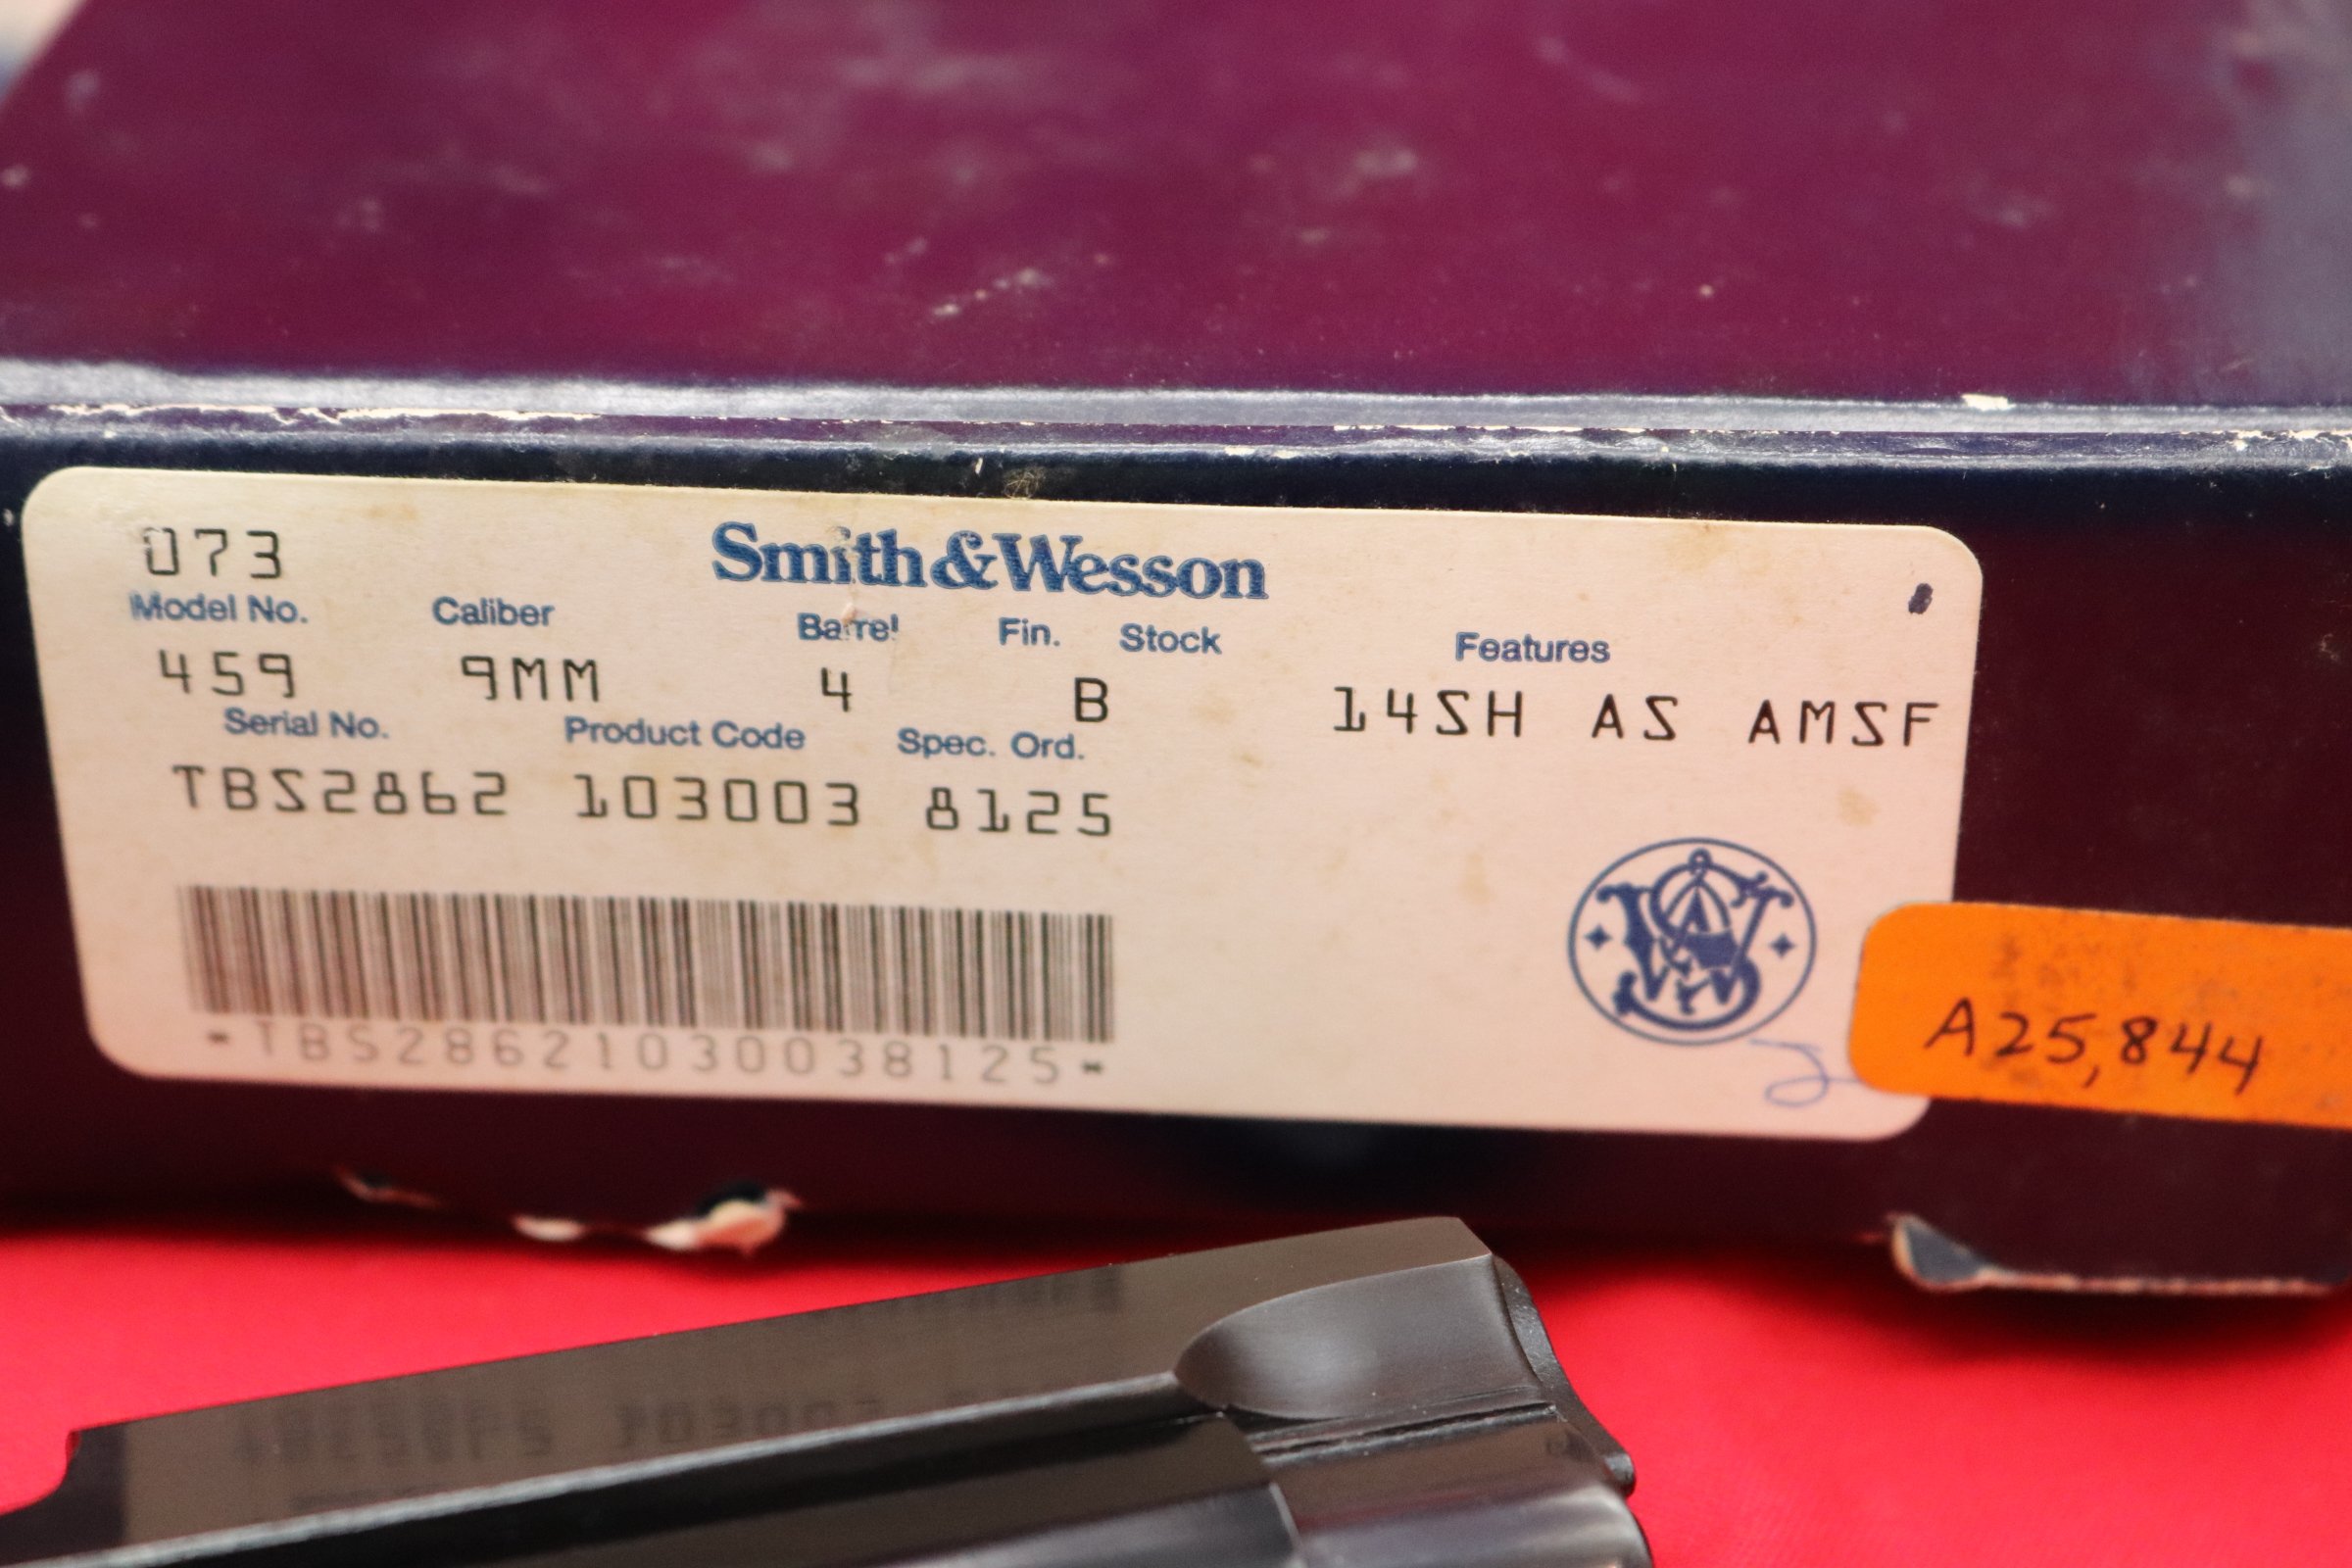 073
Smith&Wesson
Model No. Caliber Barrel Fin. Stock Features
459 9MM 4 B 14SH AS AMSF
Serial No. Product Code Spec. Ord.
TBS2862 103003 8125
*TBS28621030038125*
A25,844